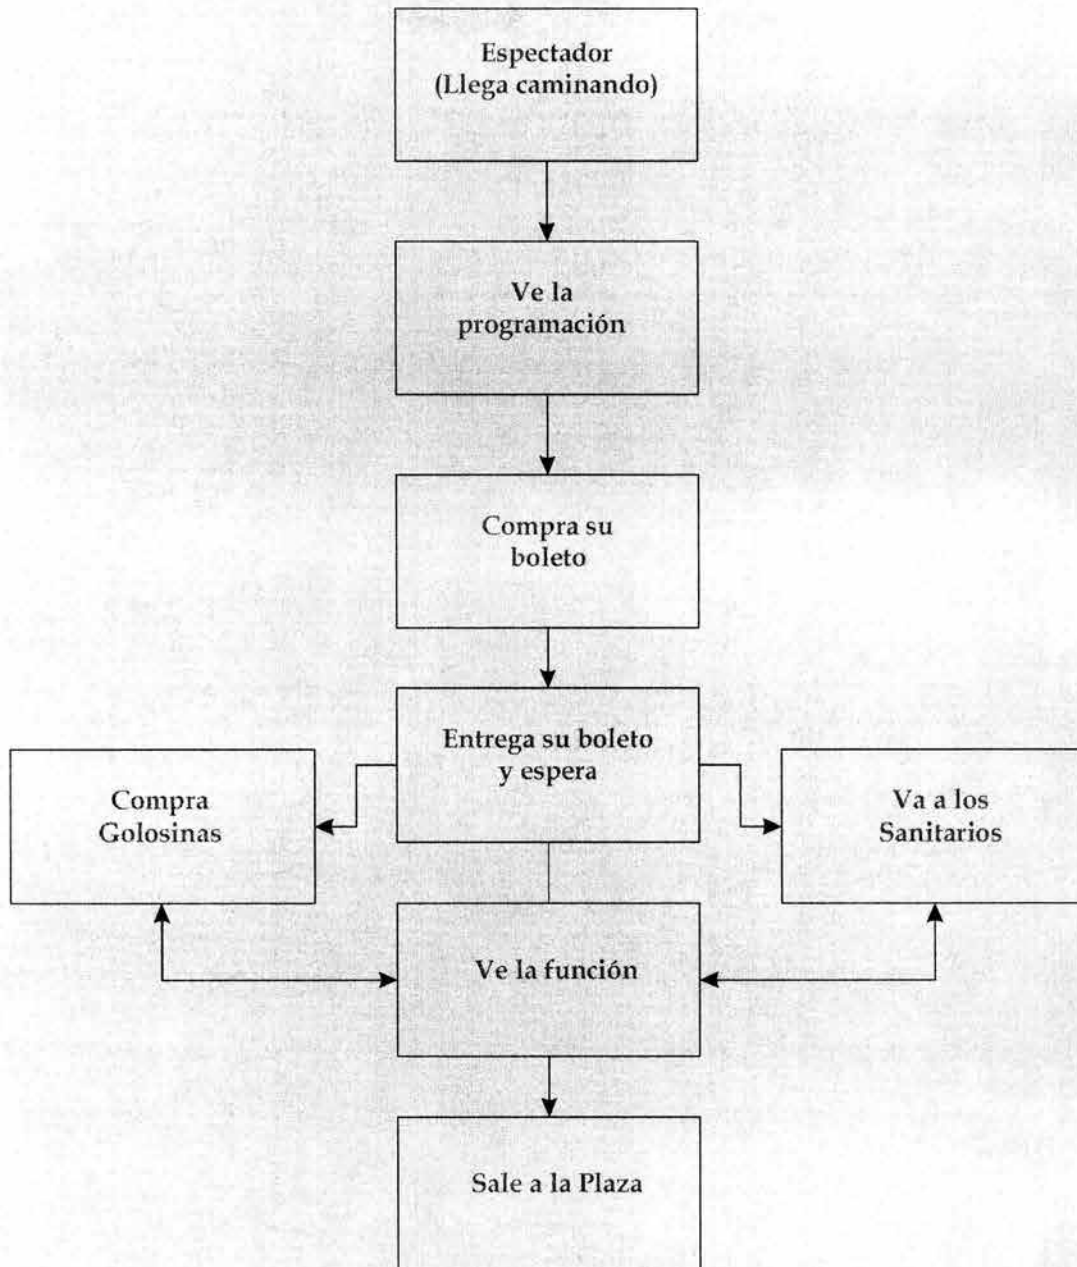 Espectador
(Llega caminando)
Ve la
programación
Compra su
boleto
Entrega su boleto
y espera
Compra
Golosinas
Va a los
Sanitarios
Ve la función
Sale a la Plaza